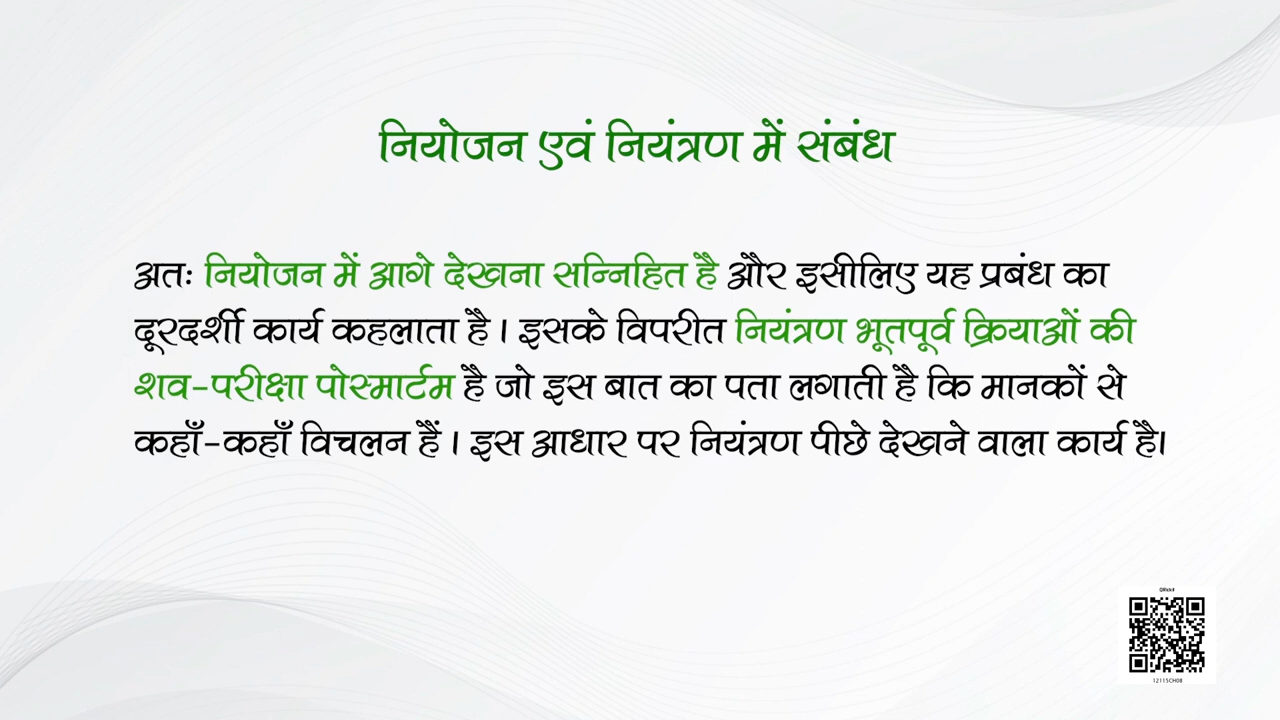 नियोजन एवं नियंत्रण में संबंध
अतः नियोजन में आगे देखना सन्निहित है और इसीलिए यह प्रबंध का
दूरदर्शी कार्य कहलाता है। इसके विपरीत नियंत्रण भूतपूर्व क्रियाओं की
शव-परीक्षा पोस्मार्टम है जो इस बात का पता लगाती है कि मानकों से
कहाँ-कहाँ विचलन हैं। इस आधार पर नियंत्रण पीछे देखने वाला कार्य है।
12115CH08